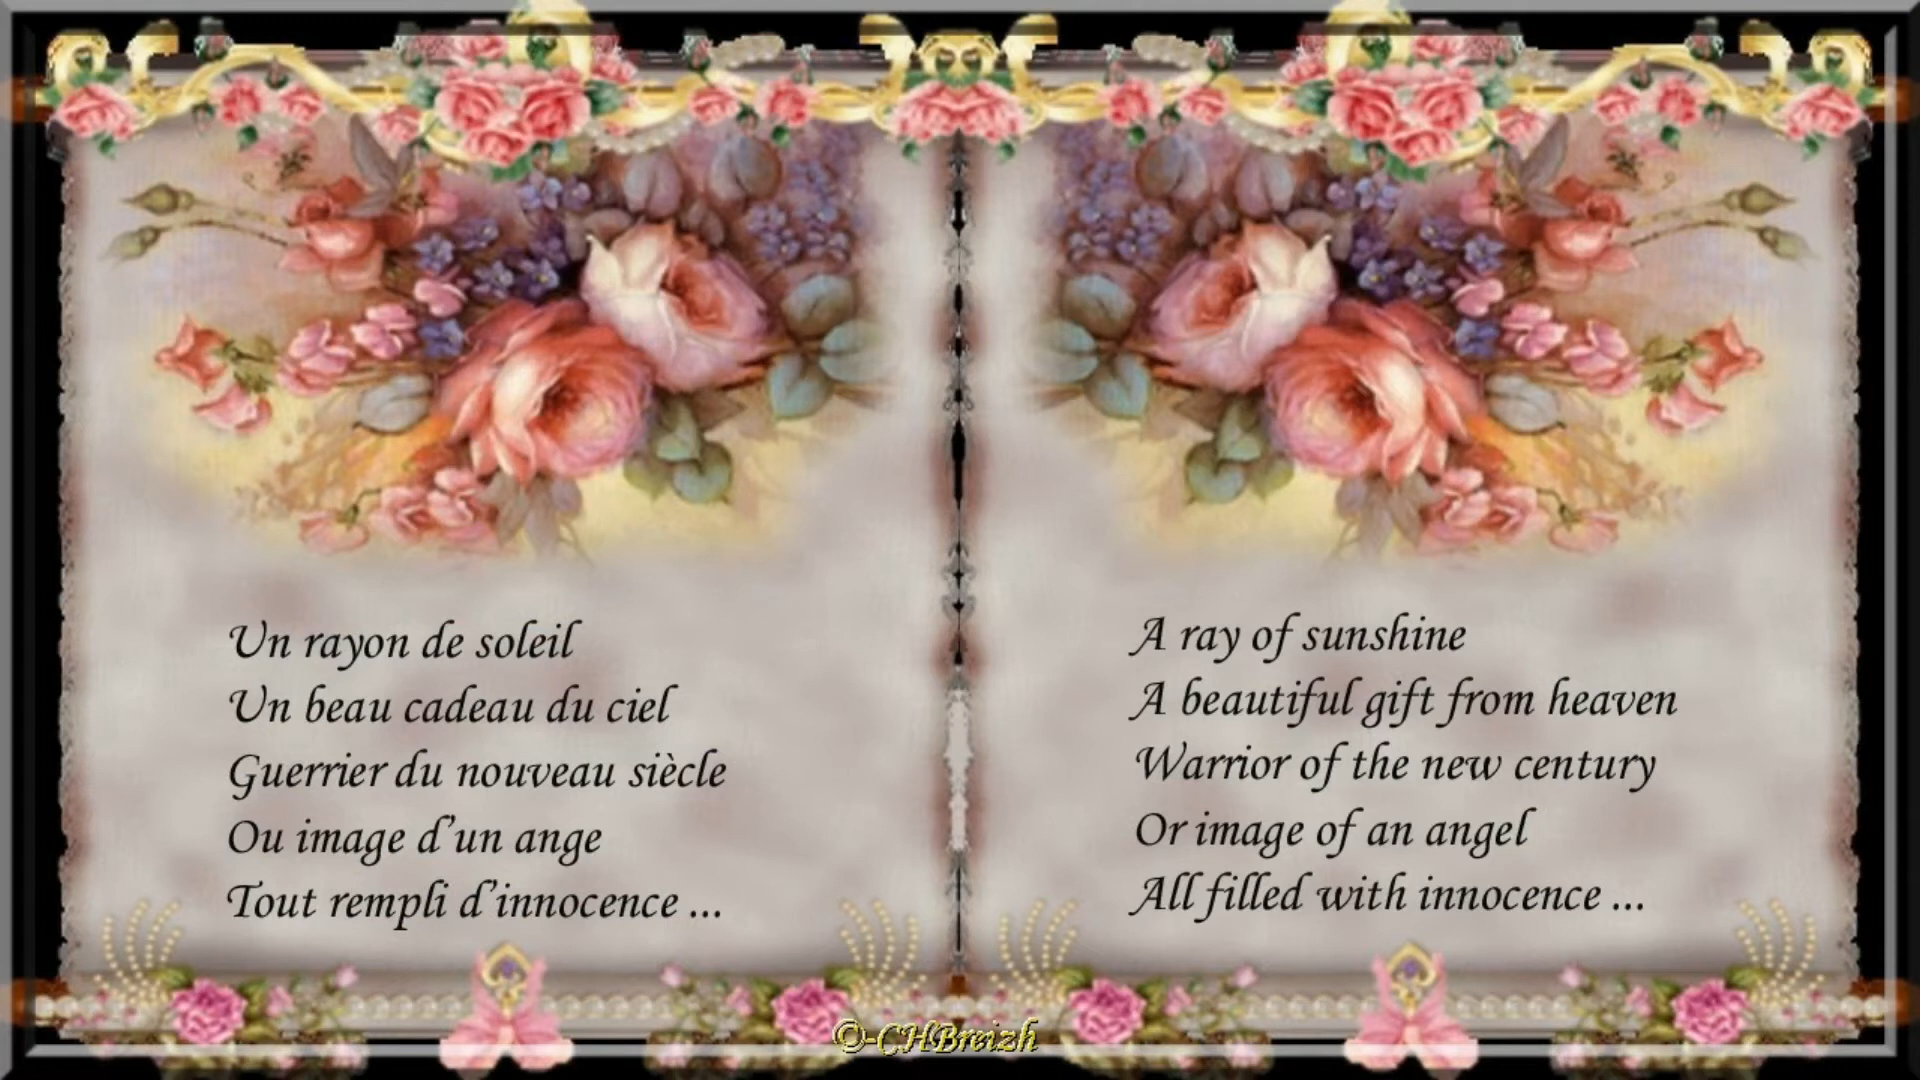 Un rayon de soleil
Un beau cadeau du ciel
Guerrier du nouveau siècle
Ou image d'un ange
Tout rempli d'innocence ...
A ray of sunshine
A beautiful gift from heaven
Warrior of the new century
Or image of an angel
All filled with innocence ...
©-CHBreizh